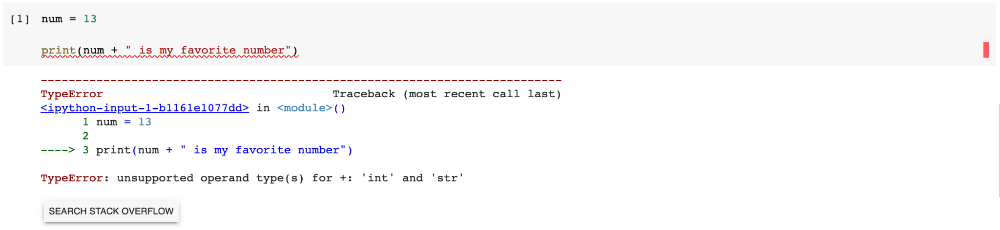 [1] num = 13
print(num + " is my favorite number")
---------------------------------------------------------------------------
TypeError                                 Traceback (most recent call last)
<ipython-input-1-b1161e1077dd> in <module>()
      1 num = 13
      2
----> 3 print(num + " is my favorite number")
TypeError: unsupported operand type(s) for +: 'int' and 'str'
SEARCH STACK OVERFLOW